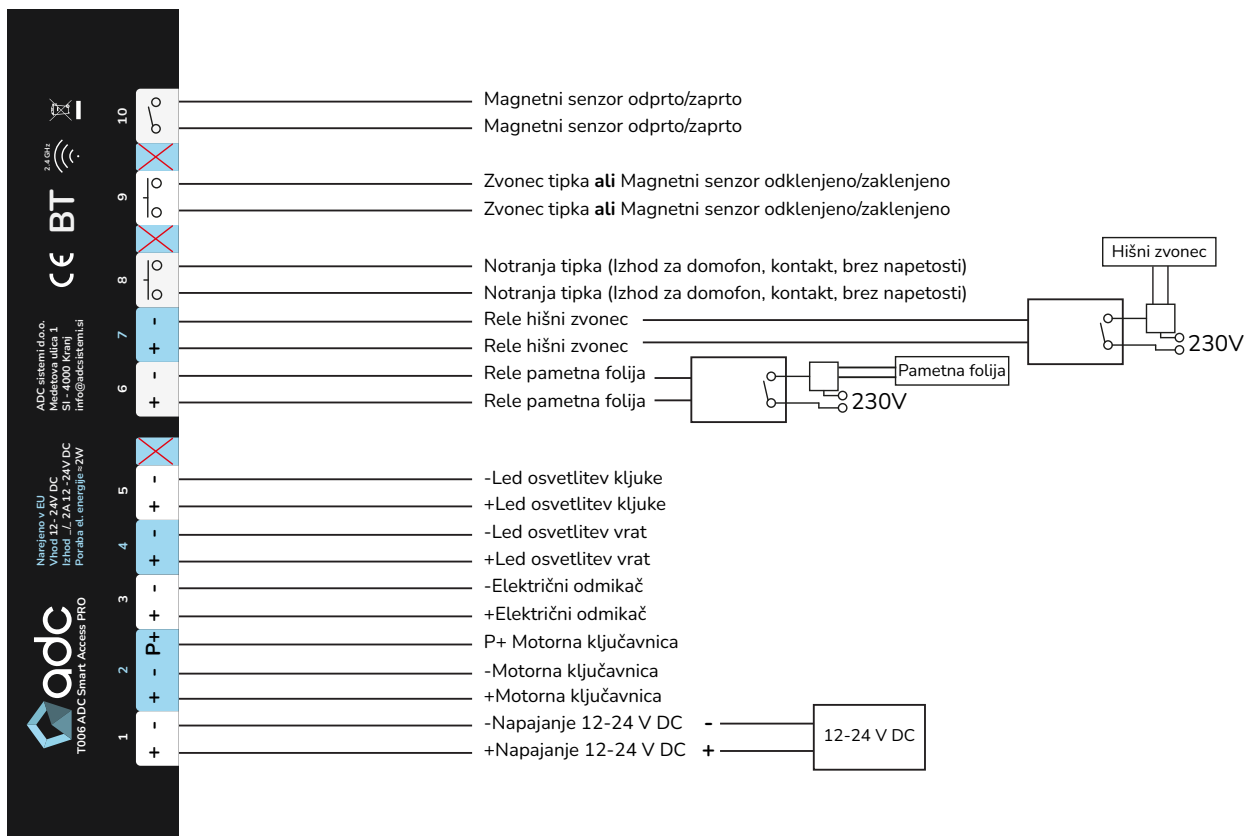 10
9
8
7
6
5
4
3
2
1
2.4 GHz
CE BT
ADC sistemi d.o.o.
Medetova ulica 1
SI - 4000 Kranj
info@adcsistemi.si
Narejeno v EU
Vhod 12 - 24V DC
Izhod _/_ 2A 12 -24V DC
Poraba el. energije ≈2W
adc
T006 ADC Smart Access PRO
- +
- +
- +
- +
- +
P+ - +
- +
Magnetni senzor odprto/zaprto
Magnetni senzor odprto/zaprto
Zvonec tipka ali Magnetni senzor odklenjeno/zaklenjeno
Zvonec tipka ali Magnetni senzor odklenjeno/zaklenjeno
Notranja tipka (Izhod za domofon, kontakt, brez napetosti)
Notranja tipka (Izhod za domofon, kontakt, brez napetosti)
Rele hišni zvonec
Rele hišni zvonec
Hišni zvonec
230V
Rele pametna folija
Rele pametna folija
Pametna folija
230V
-Led osvetlitev kljuke
+Led osvetlitev kljuke
-Led osvetlitev vrat
+Led osvetlitev vrat
-Električni odmikač
+Električni odmikač
P+ Motorna ključavnica
-Motorna ključavnica
+Motorna ključavnica
-Napajanje 12-24 V DC -
+Napajanje 12-24 V DC +
12-24 V DC